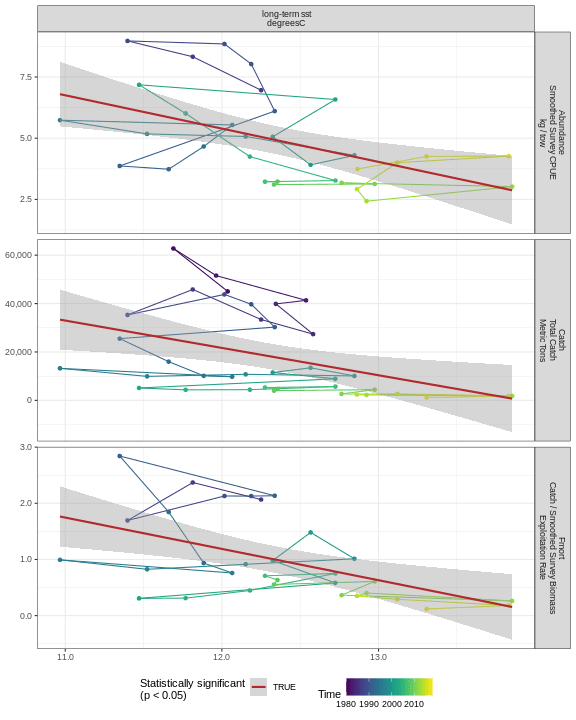 long-term sst
degreesC
7.5
5.0
2.5
Abundance
Smoothed Survey CPUE
kg / tow
60,000
40,000
20,000
0
Catch
Total Catch
Metric Tons
3.0
2.0
1.0
0.0
Fmort
Catch / Smoothed Survey Biomass
Exploitation Rate
11.0
12.0
13.0
Statistically significant
(p < 0.05)
TRUE
Time
1980 1990 2000 2010